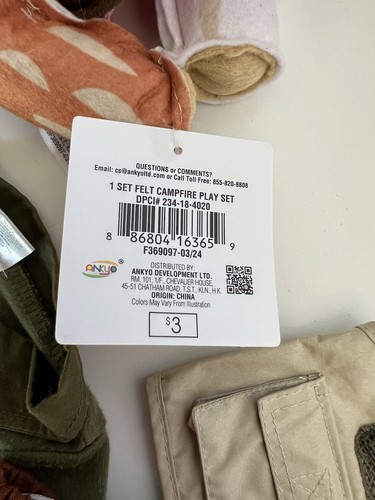 QUESTIONS or COMMENTS?
Email: cs@ankyoltd.com or Call Toll Free: 855-820-8808
1 SET FELT CAMPFIRE PLAY SET
DPCI# 234-18-4020
8 86804 16365 9
F369097-03/24
ANKYO
DISTRIBUTED BY:
ANKYO DEVELOPMENT LTD.
RM. 101, 1/F., CHEVALIER HOUSE,
45-51 CHATHAM ROAD, T.S.T., KLN., H.K.
ORIGIN: CHINA
Colors May Vary From Illustration
$3